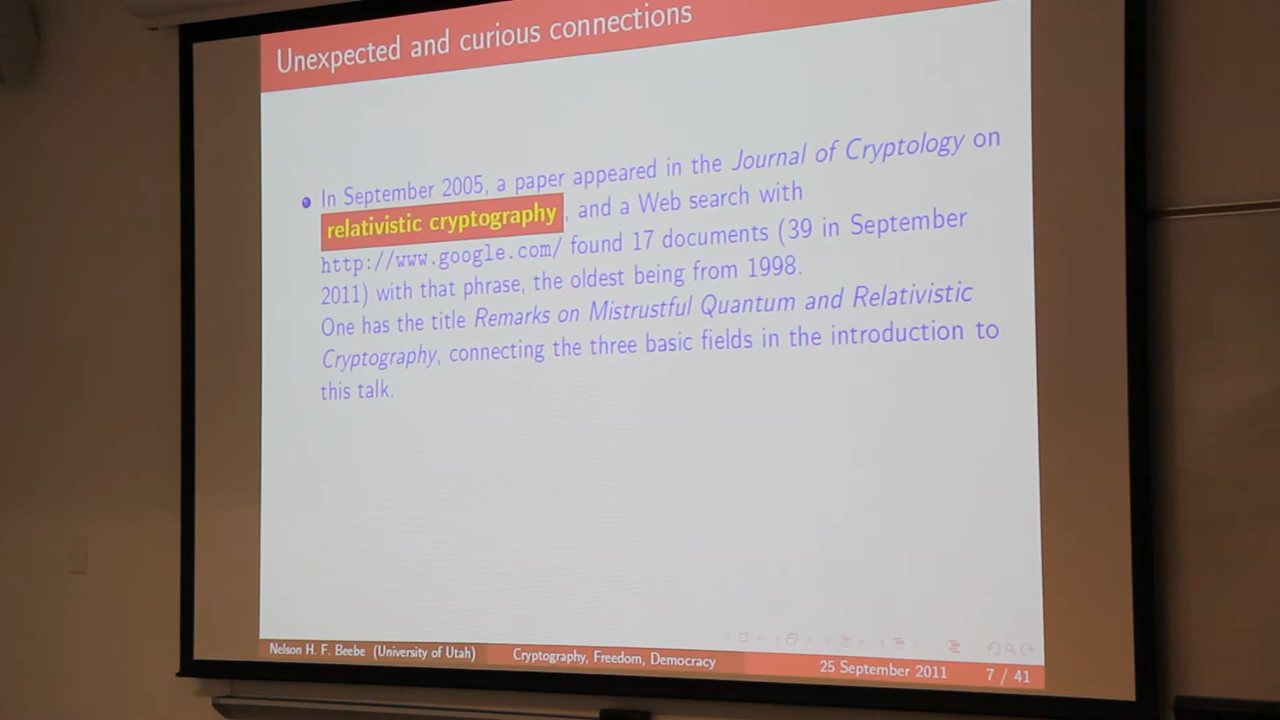 Unexpected and curious connections
In September 2005, a paper appeared in the Journal of Cryptology on
relativistic cryptography , and a Web search with
http://www.google.com/ found 17 documents (39 in September
2011) with that phrase, the oldest being from 1998.
One has the title Remarks on Mistrustful Quantum and Relativistic
Cryptography, connecting the three basic fields in the introduction to
this talk.
Nelson H. F. Beebe (University of Utah) Cryptography, Freedom, Democracy 25 September 2011 7 / 41